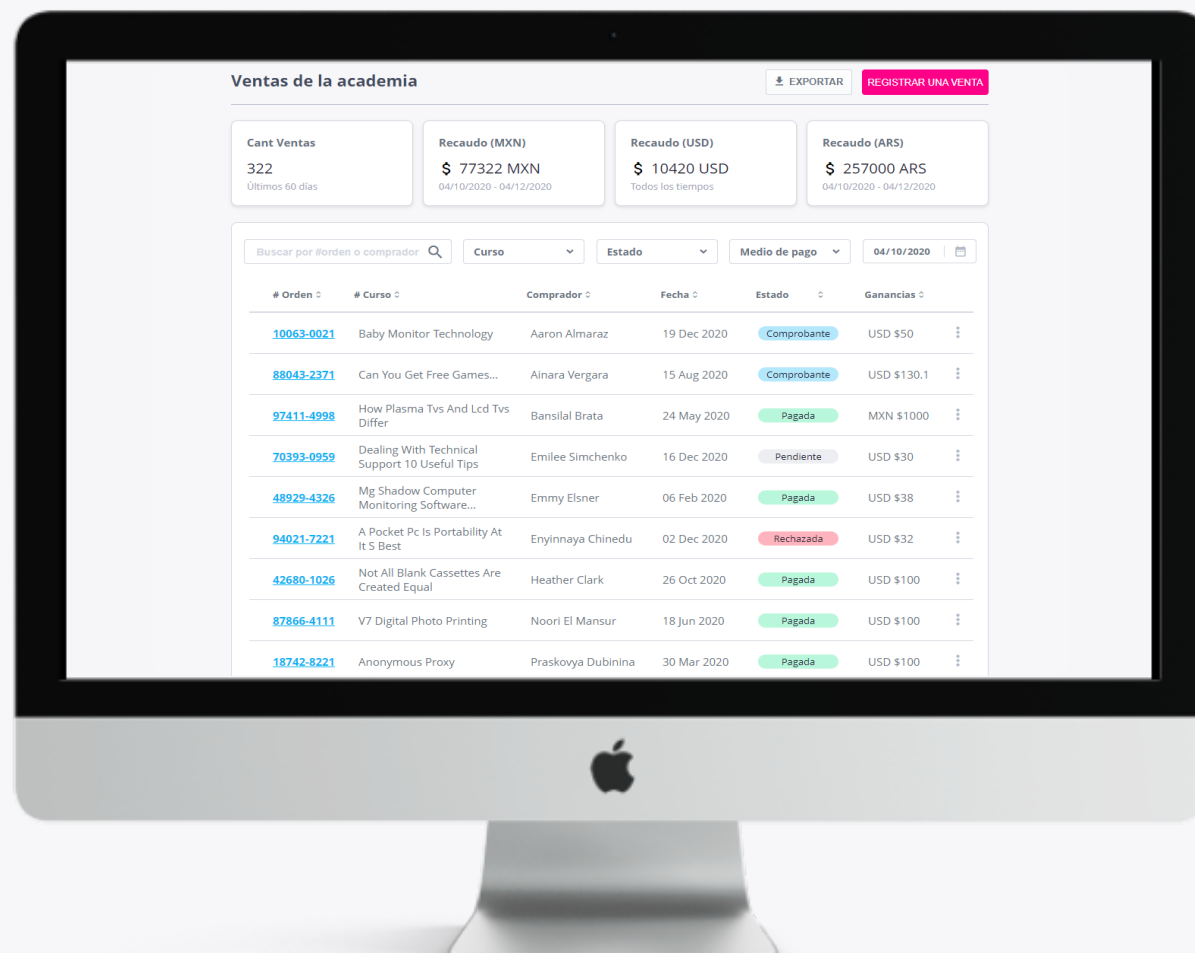 Ventas de la academia
EXPORTAR
REGISTRAR UNA VENTA
Cant Ventas
322
Últimos 60 días
Recaudo (MXN)
$ 77322 MXN
04/10/2020 - 04/12/2020
Recaudo (USD)
$ 10420 USD
Todos los tiempos
Recaudo (ARS)
$ 257000 ARS
04/10/2020 - 04/12/2020
Buscar por #orden o comprador
Curso
Estado
Medio de pago
04/10/2020
# Orden # Curso Comprador Fecha Estado Ganancias
10063-0021 Baby Monitor Technology Aaron Almaraz 19 Dec 2020 Comprobante USD $50
88043-2371 Can You Get Free Games... Ainara Vergara 15 Aug 2020 Comprobante USD $130.1
97411-4998 How Plasma Tvs And Lcd Tvs
Differ Bansilal Brata 24 May 2020 Pagada MXN $1000
70393-0959 Dealing With Technical
Support 10 Useful Tips Emilee Simchenko 16 Dec 2020 Pendiente USD $30
48929-4326 Mg Shadow Computer
Monitoring Software... Emmy Elsner 06 Feb 2020 Pagada USD $38
94021-7221 A Pocket Pc Is Portability At
It S Best Enyinnaya Chinedu 02 Dec 2020 Rechazada USD $32
42680-1026 Not All Blank Cassettes Are
Created Equal Heather Clark 26 Oct 2020 Pagada USD $100
87866-4111 V7 Digital Photo Printing Noori El Mansur 18 Jun 2020 Pagada USD $100
18742-8221 Anonymous Proxy Praskovya Dubinina 30 Mar 2020 Pagada USD $100